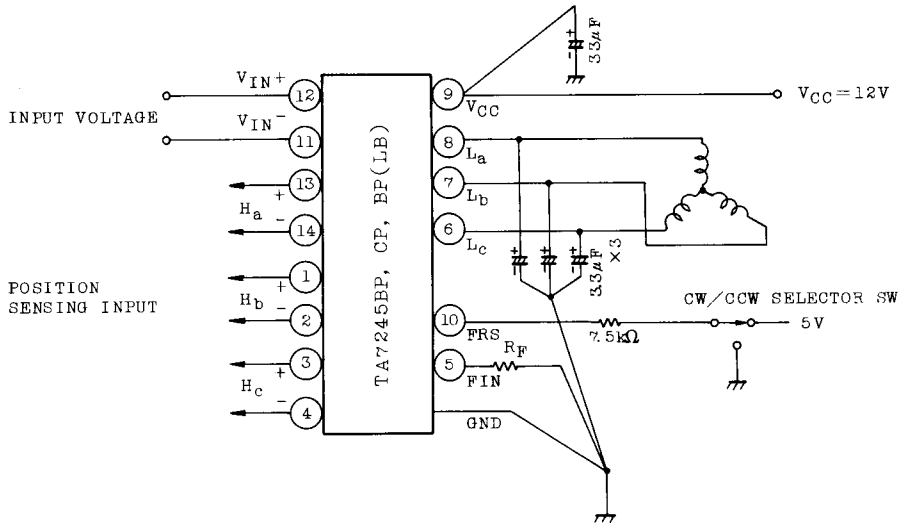 33μF
VIN+
12
9
VCC
VCC=12V
INPUT VOLTAGE
VIN-
11
8
La
13
+
7
Lb
Ha
-
14
6
Lc
TA7245BP, CP, BP(LB)
1
+
3.3μF
×3
POSITION
SENSING INPUT
Hb
-
2
10
FRS
7.5kΩ
CW/CCW SELECTOR SW
5V
3
+
5
FIN
RF
Hc
-
4
GND